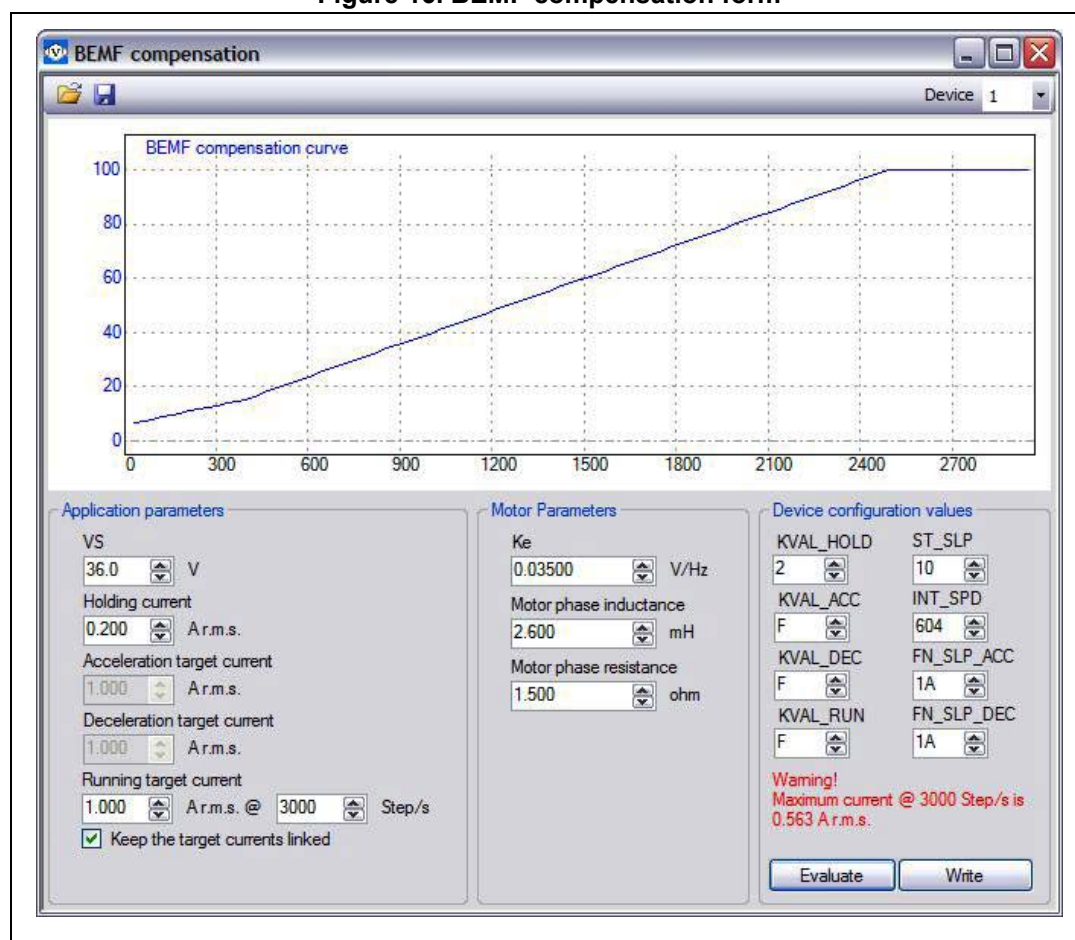 BEMF compensation
Device 1
BEMF compensation curve
100
80
60
40
20
0
0 300 600 900 1200 1500 1800 2100 2400 2700
Application parameters
VS
36.0 V
Holding current
0.200 A r.m.s.
Acceleration target current
1.000 A r.m.s.
Deceleration target current
1.000 A r.m.s.
Running target current
1.000 A r.m.s. @ 3000 Step/s
Keep the target currents linked
Motor Parameters
Ke
0.03500 V/Hz
Motor phase inductance
2.600 mH
Motor phase resistance
1.500 ohm
Device configuration values
KVAL_HOLD ST_SLP
2 10
KVAL_ACC INT_SPD
F 604
KVAL_DEC FN_SLP_ACC
F 1A
KVAL_RUN FN_SLP_DEC
F 1A
Warning!
Maximum current @ 3000 Step/s is
0.563 A r.m.s.
Evaluate Write